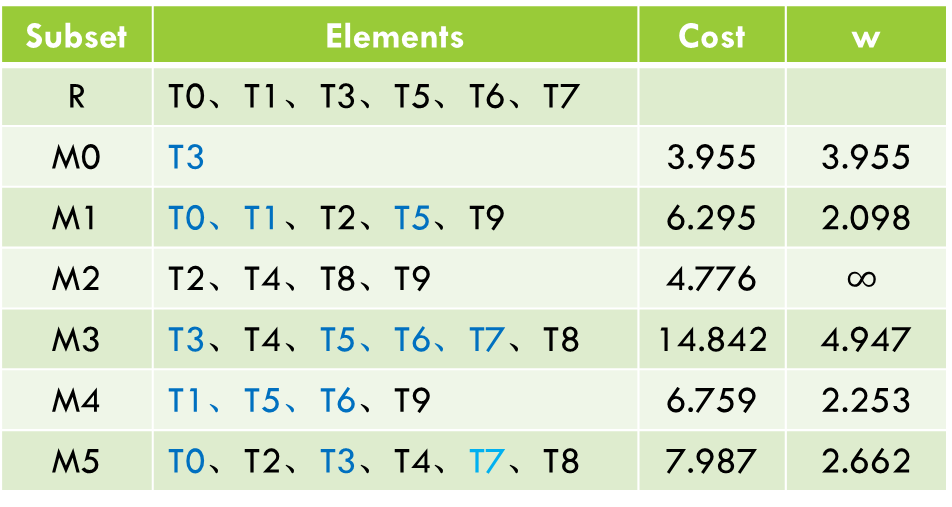 Subset Elements Cost w
R T0、T1、T3、T5、T6、T7
M0 T3 3.955 3.955
M1 T0、T1、T2、T5、T9 6.295 2.098
M2 T2、T4、T8、T9 4.776 ∞
M3 T3、T4、T5、T6、T7、T8 14.842 4.947
M4 T1、T5、T6、T9 6.759 2.253
M5 T0、T2、T3、T4、T7、T8 7.987 2.662